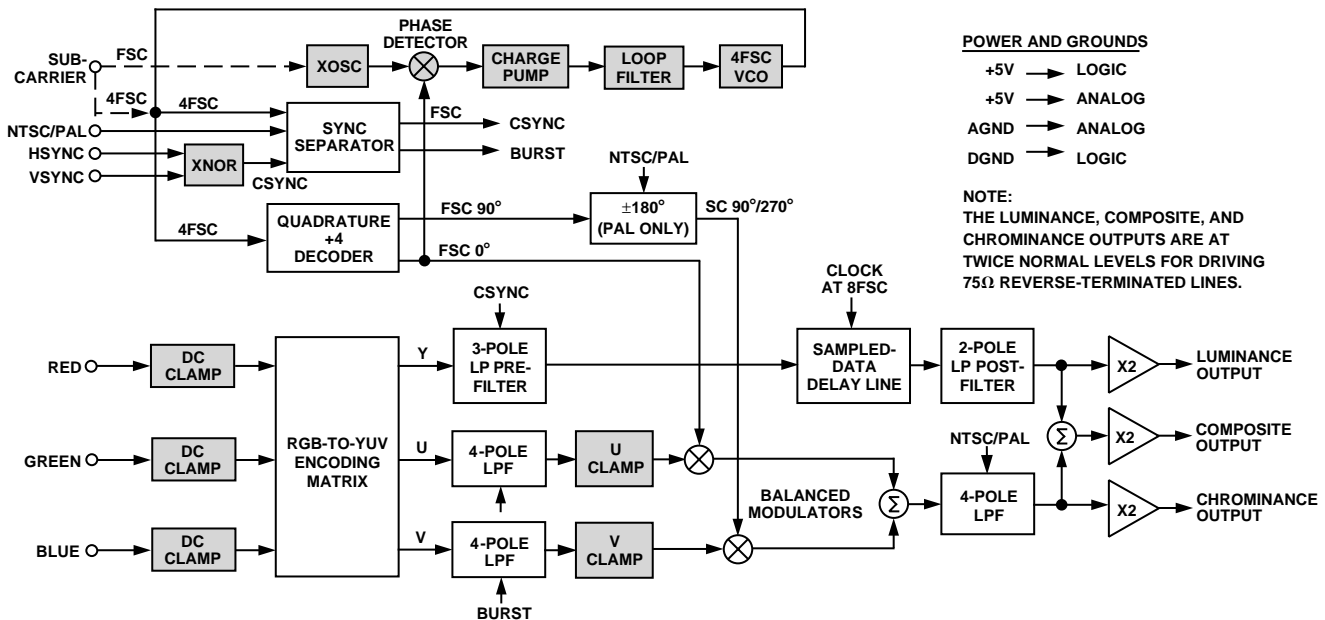 SUB-
CARRIER
FSC
4FSC
XOSC
PHASE
DETECTOR
CHARGE
PUMP
LOOP
FILTER
4FSC
VCO
POWER AND GROUNDS
+5V LOGIC
+5V ANALOG
AGND ANALOG
DGND LOGIC
NOTE:
THE LUMINANCE, COMPOSITE, AND
CHROMINANCE OUTPUTS ARE AT
TWICE NORMAL LEVELS FOR DRIVING
75Ω REVERSE-TERMINATED LINES.
4FSC
NTSC/PAL
HSYNC
VSYNC
XNOR
CSYNC
SYNC
SEPARATOR
FSC
CSYNC
BURST
4FSC
QUADRATURE
+4
DECODER
FSC 90°
FSC 0°
NTSC/PAL
±180°
(PAL ONLY)
SC 90°/270°
CSYNC
CLOCK
AT 8FSC
RED
DC
CLAMP
GREEN
DC
CLAMP
BLUE
DC
CLAMP
RGB-TO-YUV
ENCODING
MATRIX
Y
3-POLE
LP PRE-
FILTER
SAMPLED-
DATA
DELAY LINE
2-POLE
LP POST-
FILTER
X2
LUMINANCE
OUTPUT
U
4-POLE
LPF
U
CLAMP
NTSC/PAL
Σ
X2
COMPOSITE
OUTPUT
V
4-POLE
LPF
V
CLAMP
BURST
BALANCED
MODULATORS
Σ
4-POLE
LPF
X2
CHROMINANCE
OUTPUT